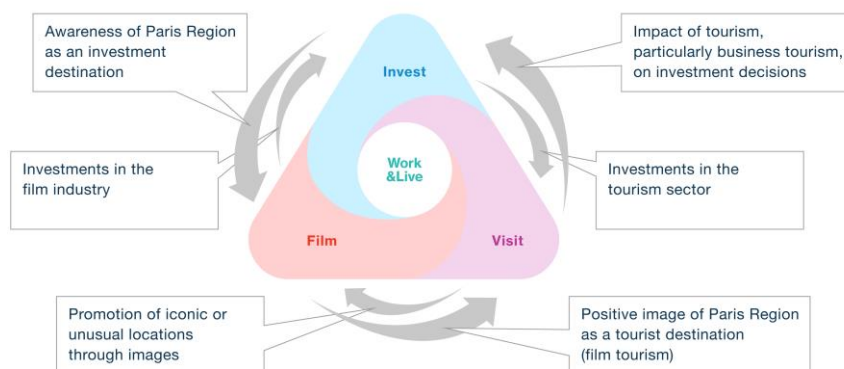 Awareness of Paris Region
as an investment
destination
Impact of tourism,
particularly business tourism,
on investment decisions
Invest
Investments in the
film industry
Work
&Live
Investments in the
tourism sector
Film
Visit
Promotion of iconic or
unusual locations
through images
Positive image of Paris Region
as a tourist destination
(film tourism)